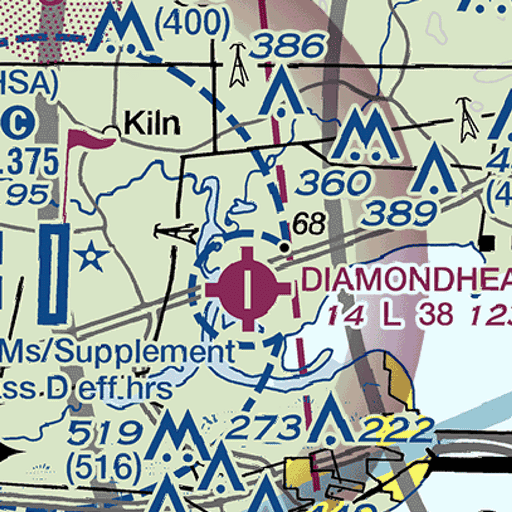 (400)
386
HSA)
C
Kiln
.375
95
360
389
68
DIAMONDHEA
14 L 38 123
Ms/Supplement
ss D eff hrs
519
(516)
273
222